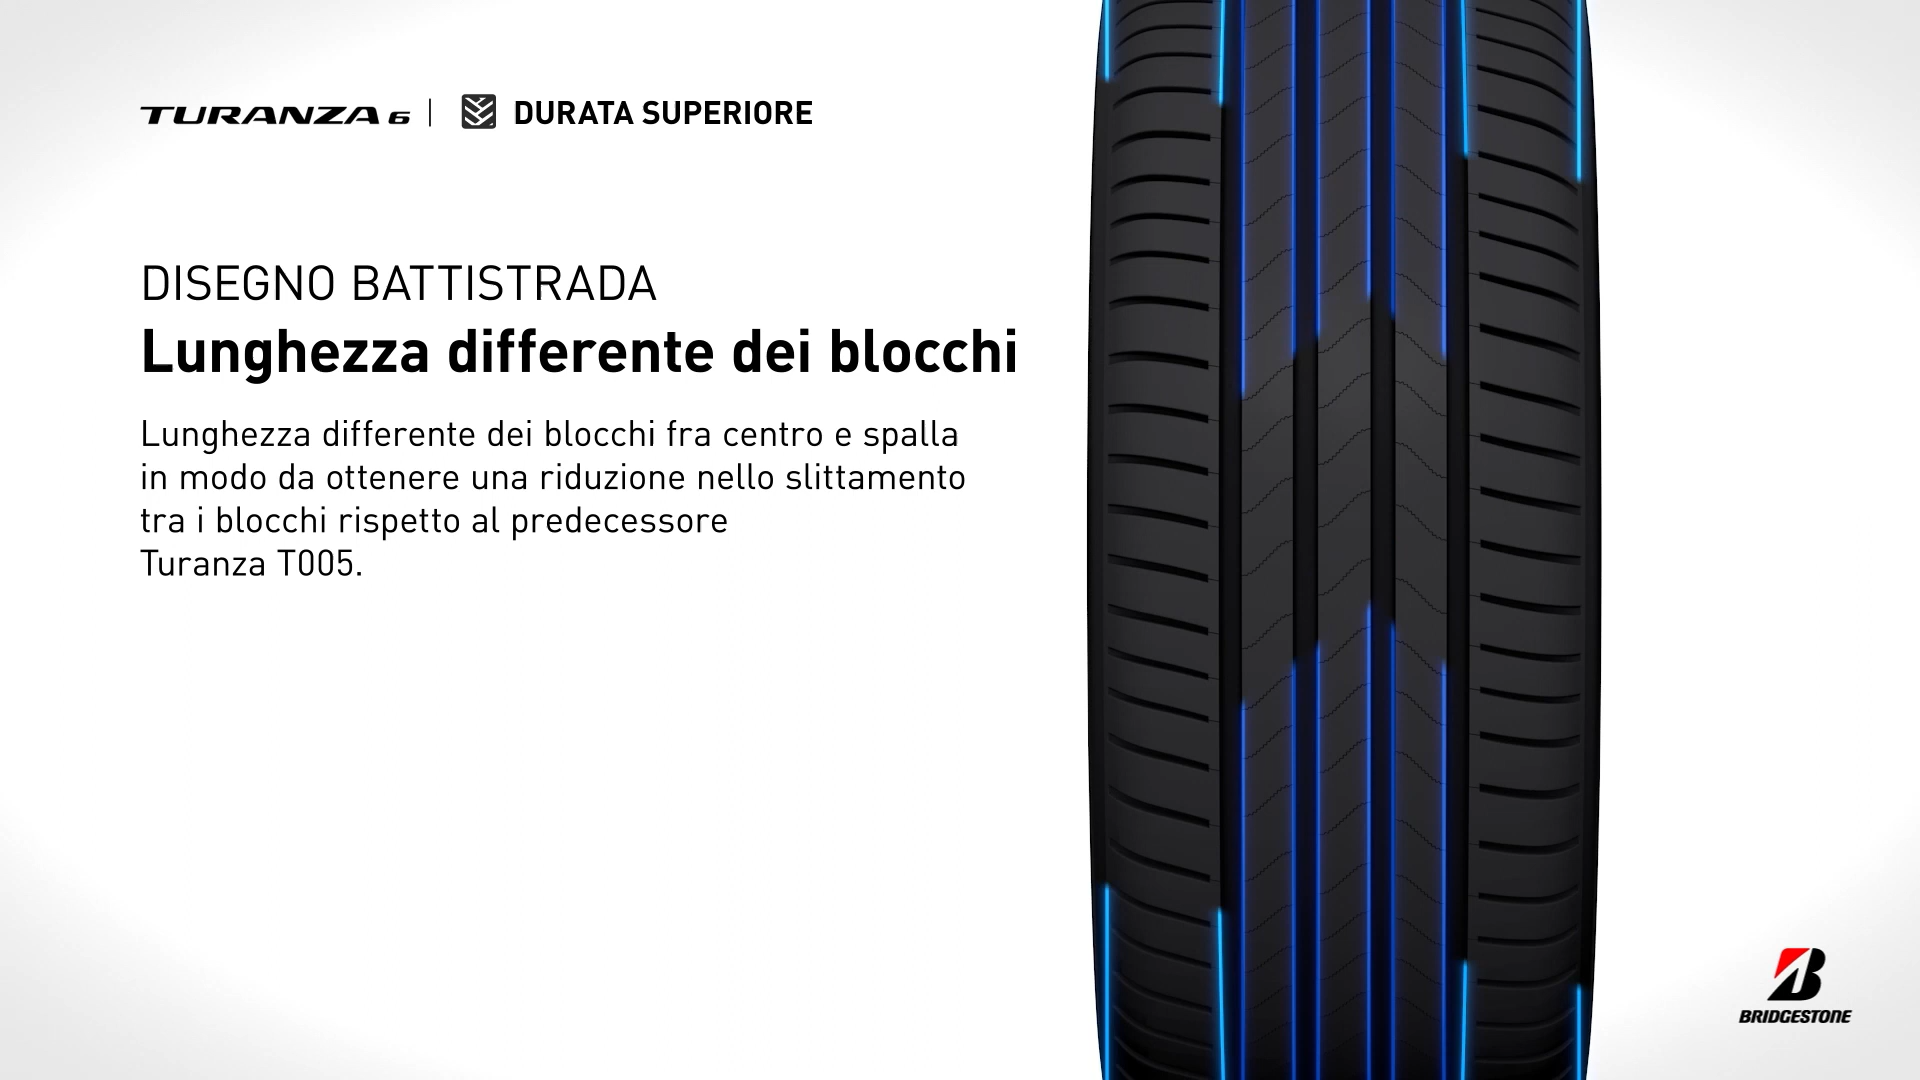 TURANZA 6 | DURATA SUPERIORE
DISEGNO BATTISTRADA
Lunghezza differente dei blocchi
Lunghezza differente dei blocchi fra centro e spalla
in modo da ottenere una riduzione nello slittamento
tra i blocchi rispetto al predecessore
Turanza T005.
BRIDGESTONE